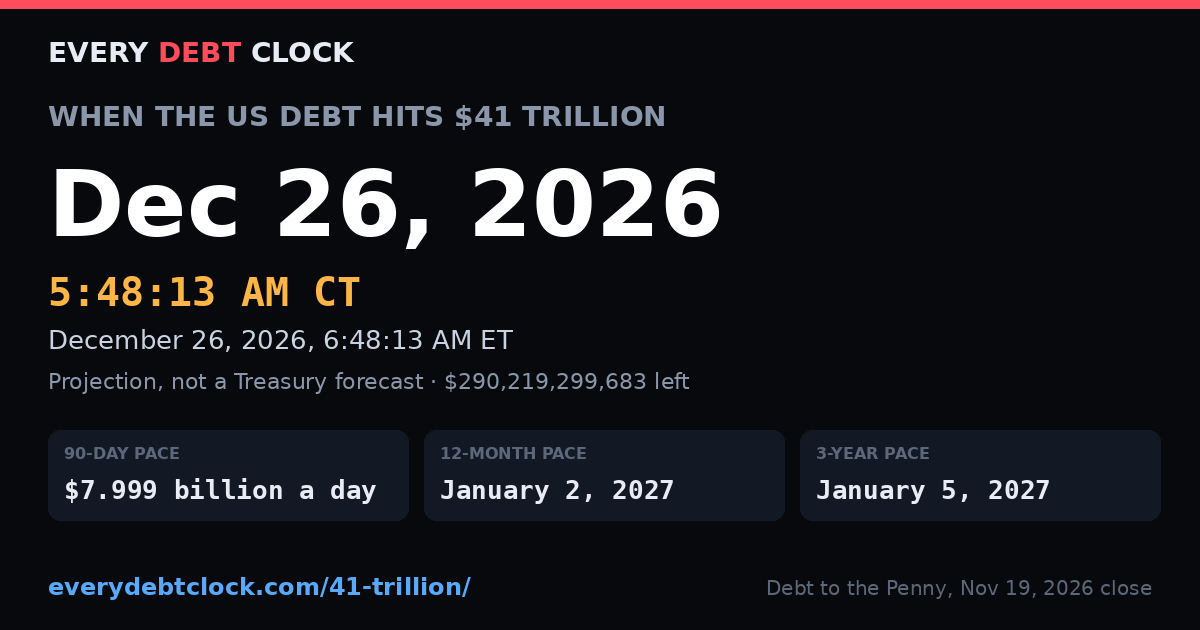 EVERY DEBT CLOCK
WHEN THE US DEBT HITS $41 TRILLION
Dec 26, 2026
5:48:13 AM CT
December 26, 2026, 6:48:13 AM ET
Projection, not a Treasury forecast · $290,219,299,683 left
90-DAY PACE
$7.999 billion a day
12-MONTH PACE
January 2, 2027
3-YEAR PACE
January 5, 2027
everydebtclock.com/41-trillion/
Debt to the Penny, Nov 19, 2026 close